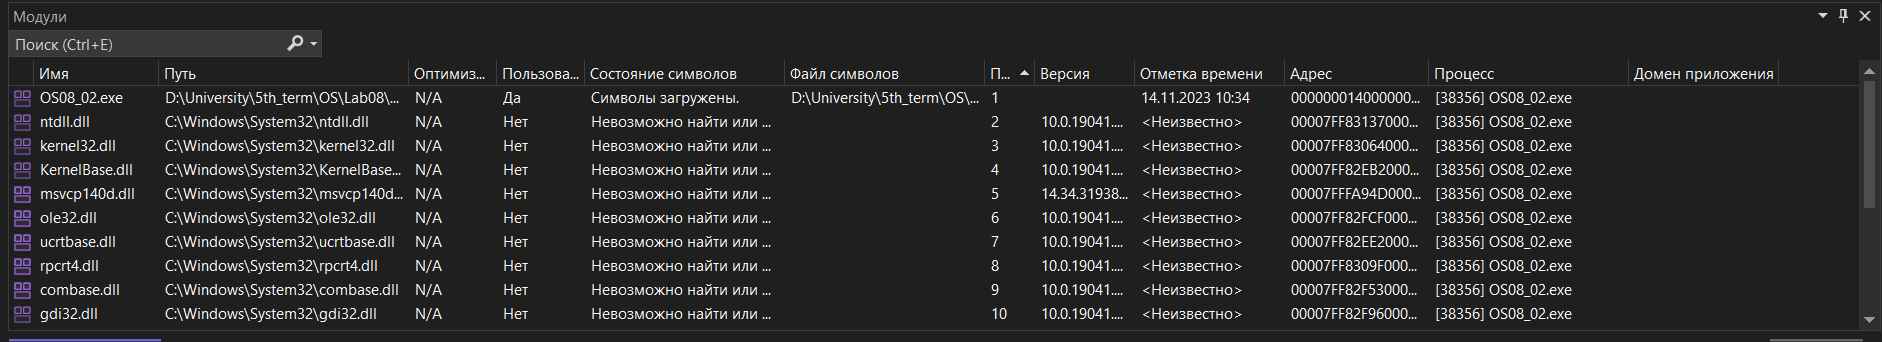 Модули
Поиск (Ctrl+E)
Имя Путь Оптимиз... Пользова... Состояние символов Файл символов П... Версия Отметка времени Адрес Процесс Домен приложения
OS08_02.exe D:\University\5th_term\OS\Lab08\... N/A Да Символы загружены. D:\University\5th_term\OS\... 1 14.11.2023 10:34 000000014000000... [38356] OS08_02.exe
ntdll.dll C:\Windows\System32\ntdll.dll N/A Нет Невозможно найти или ... 2 10.0.19041.... <Неизвестно> 00007FF83137000... [38356] OS08_02.exe
kernel32.dll C:\Windows\System32\kernel32.dll N/A Нет Невозможно найти или ... 3 10.0.19041.... <Неизвестно> 00007FF83064000... [38356] OS08_02.exe
KernelBase.dll C:\Windows\System32\KernelBase... N/A Нет Невозможно найти или ... 4 10.0.19041.... <Неизвестно> 00007FF82EB2000... [38356] OS08_02.exe
msvcp140d.dll C:\Windows\System32\msvcp140d... N/A Нет Невозможно найти или ... 5 14.34.31938... <Неизвестно> 00007FFFA94D000... [38356] OS08_02.exe
ole32.dll C:\Windows\System32\ole32.dll N/A Нет Невозможно найти или ... 6 10.0.19041.... <Неизвестно> 00007FF82FCF000... [38356] OS08_02.exe
ucrtbase.dll C:\Windows\System32\ucrtbase.dll N/A Нет Невозможно найти или ... 7 10.0.19041.... <Неизвестно> 00007FF82EE2000... [38356] OS08_02.exe
rpcrt4.dll C:\Windows\System32\rpcrt4.dll N/A Нет Невозможно найти или ... 8 10.0.19041.... <Неизвестно> 00007FF8309F000... [38356] OS08_02.exe
combase.dll C:\Windows\System32\combase.dll N/A Нет Невозможно найти или ... 9 10.0.19041.... <Неизвестно> 00007FF82F53000... [38356] OS08_02.exe
gdi32.dll C:\Windows\System32\gdi32.dll N/A Нет Невозможно найти или ... 10 10.0.19041.... <Неизвестно> 00007FF82F96000... [38356] OS08_02.exe